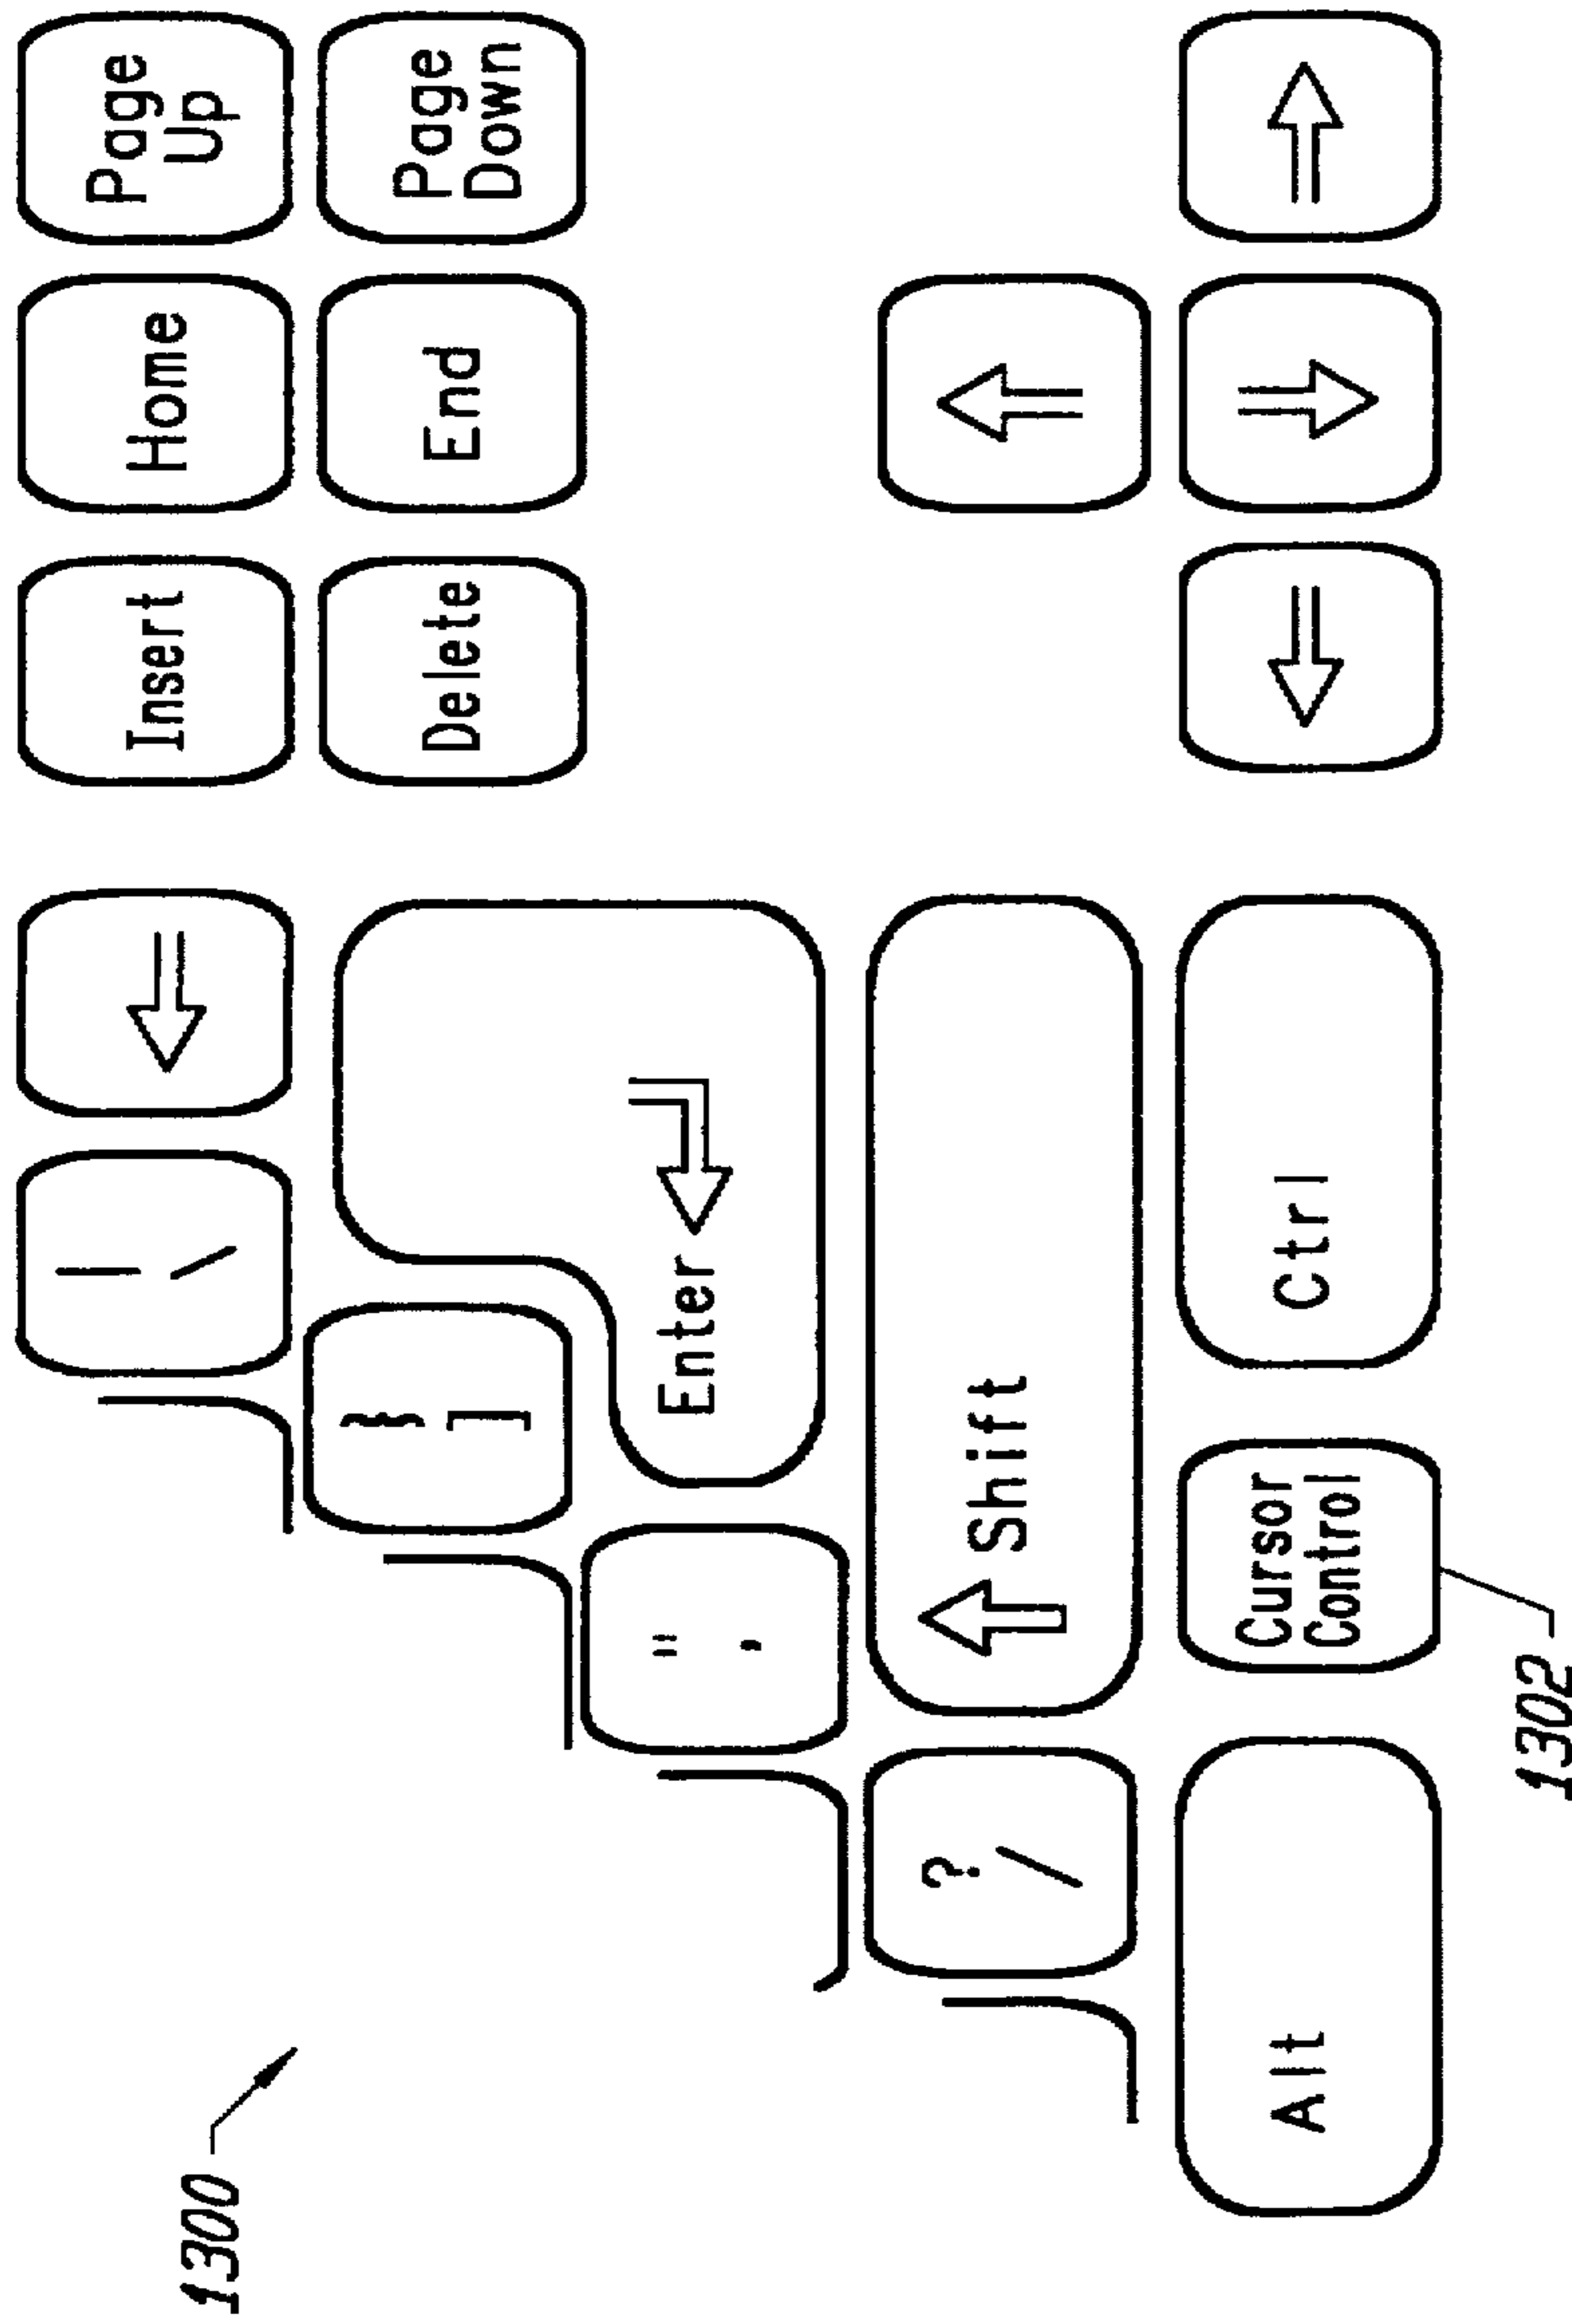 1300
|
\
Insert
Home
Page
Up
}
]
Delete
End
Page
Down
"
'
Enter
?
/
Shift
Alt
Cursor
Control
Ctrl
1302